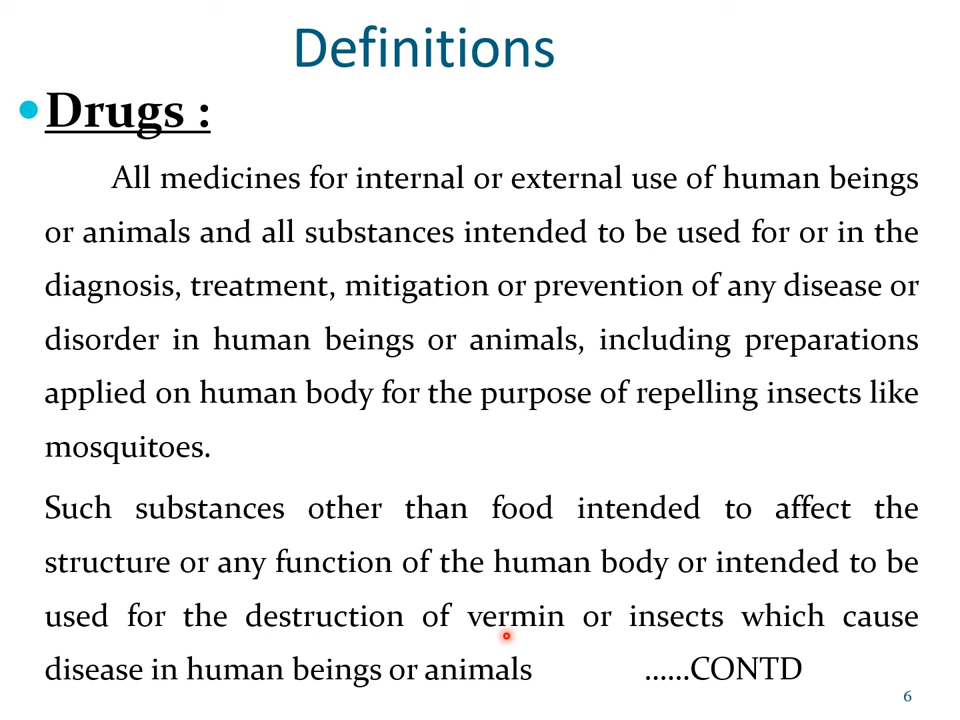 Definitions
Drugs :
All medicines for internal or external use of human beings
or animals and all substances intended to be used for or in the
diagnosis, treatment, mitigation or prevention of any disease or
disorder in human beings or animals, including preparations
applied on human body for the purpose of repelling insects like
mosquitoes.
Such substances other than food intended to affect the
structure or any function of the human body or intended to be
used for the destruction of vermin or insects which cause
disease in human beings or animals ......CONTD
6